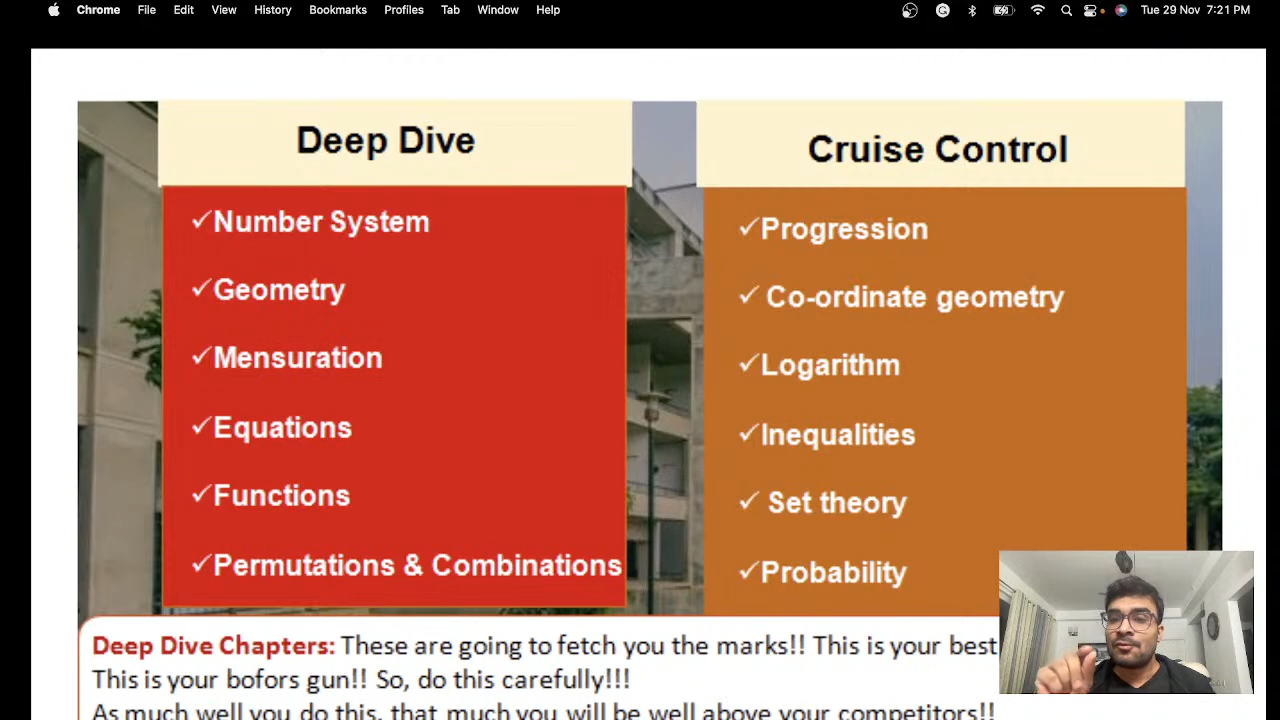 Chrome File Edit View History Bookmarks Profiles Tab Window Help Tue 29 Nov 7:21 PM
Deep Dive
✓Number System
✓Geometry
✓Mensuration
✓Equations
✓Functions
✓Permutations & Combinations
Cruise Control
✓Progression
✓ Co-ordinate geometry
✓Logarithm
✓Inequalities
✓ Set theory
✓Probability
Deep Dive Chapters: These are going to fetch you the marks!! This is your best
This is your bofors gun!! So, do this carefully!!!
As much well you do this, that much you will be well above your competitors!!